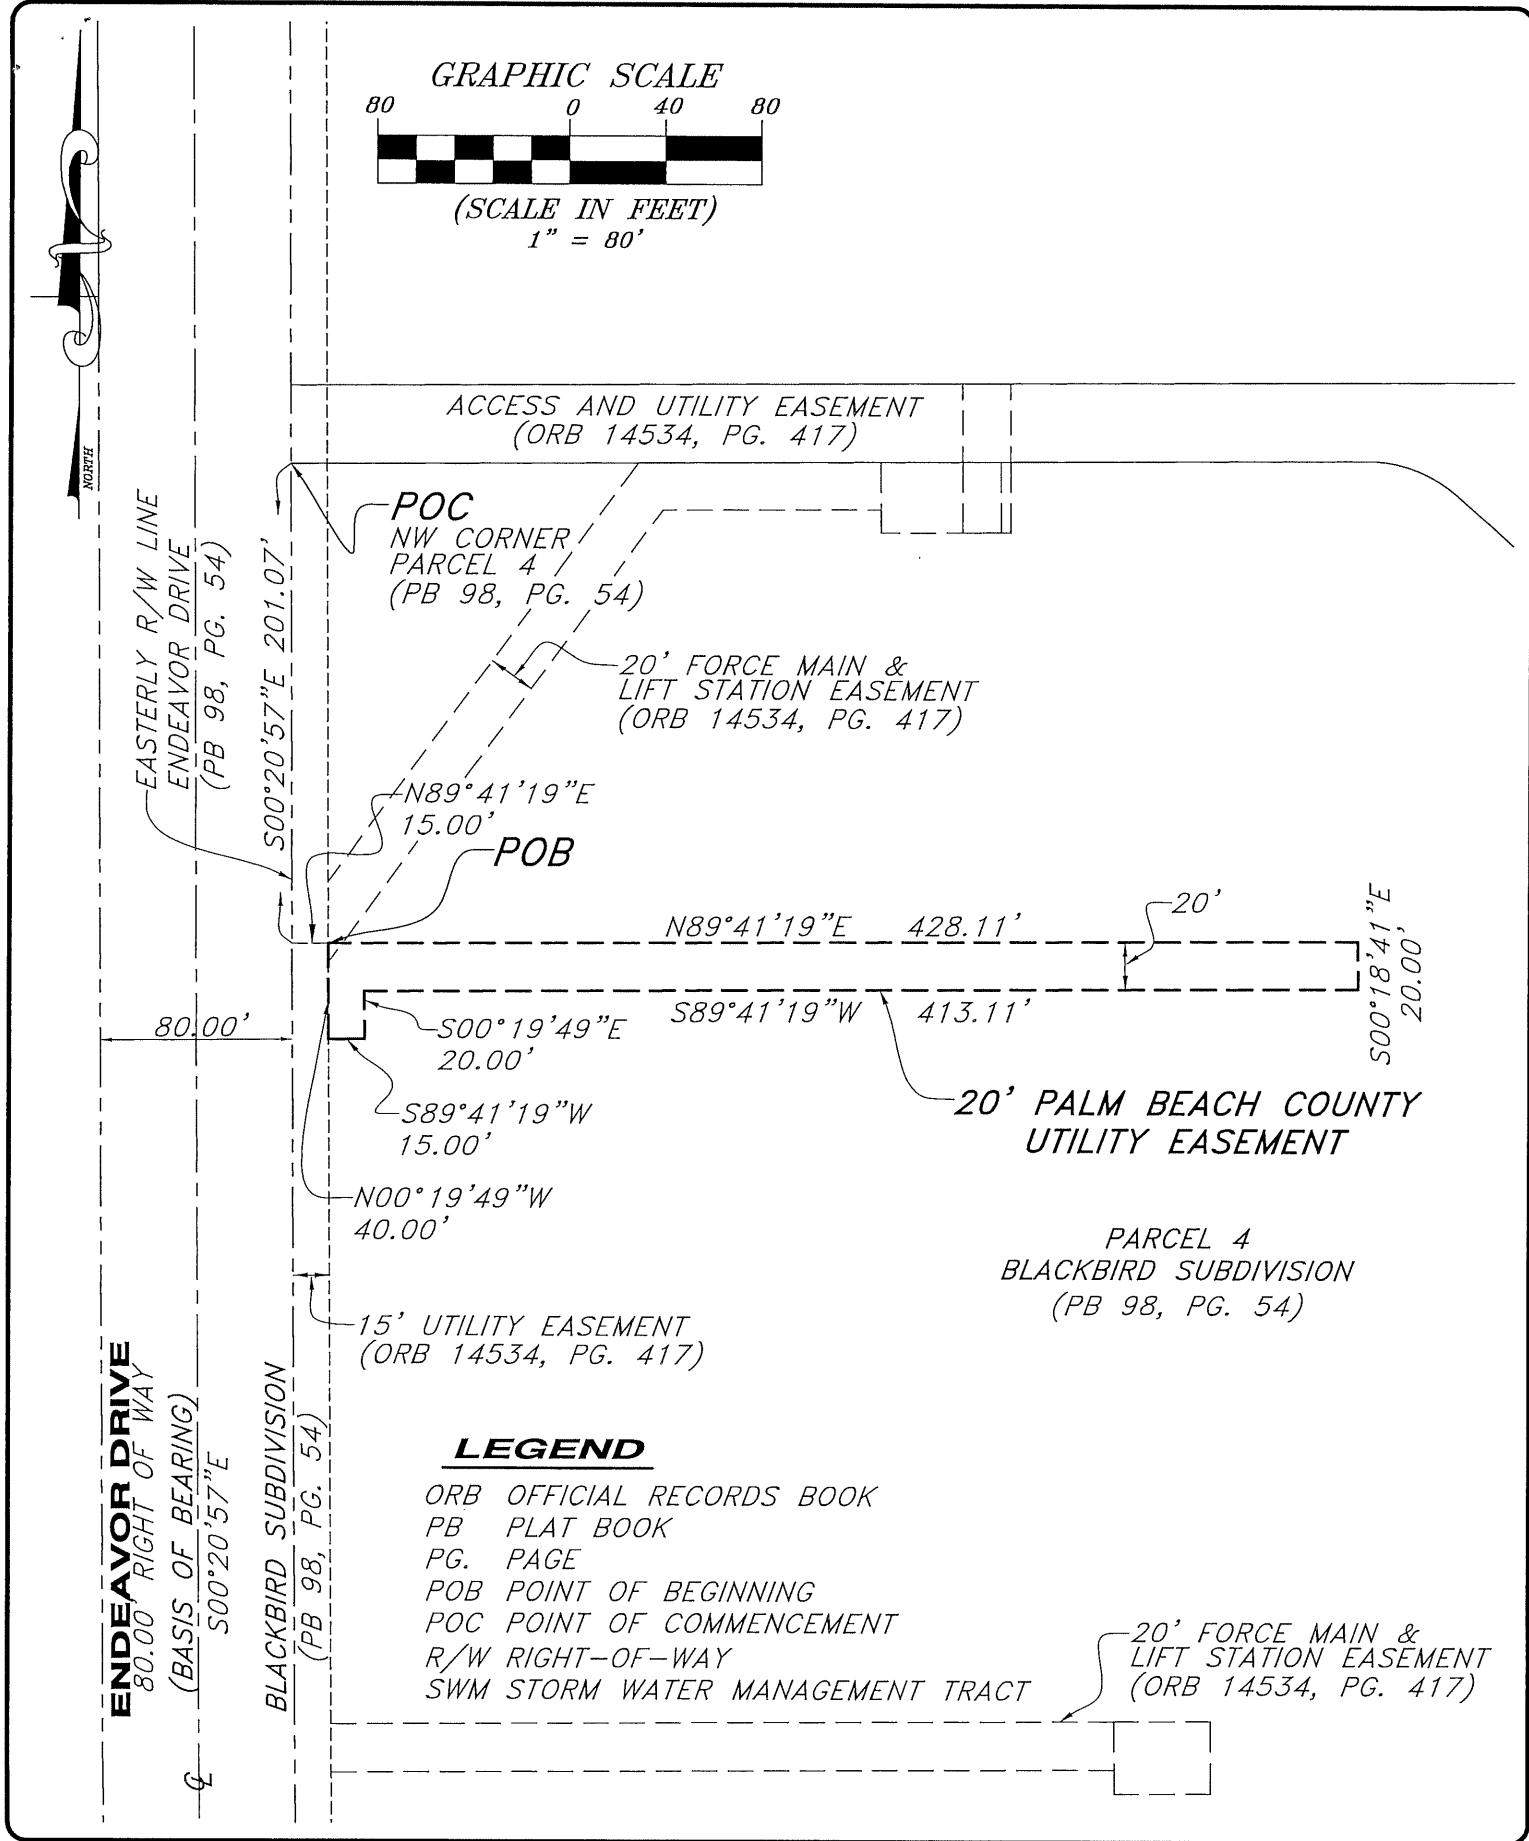 GRAPHIC SCALE
80 0 40 80
(SCALE IN FEET)
1" = 80'
NORTH
ACCESS AND UTILITY EASEMENT
(ORB 14534, PG. 417)
POC
NW CORNER
PARCEL 4
(PB 98, PG. 54)
EASTERLY R/W LINE
ENDEAVOR DRIVE
(PB 98, PG. 54)
S00°20'57"E 201.07'
20' FORCE MAIN &
LIFT STATION EASEMENT
(ORB 14534, PG. 417)
N89°41'19"E
15.00'
POB
N89°41'19"E 428.11'
20'
S00°18'41"E
20.00'
S89°41'19"W 413.11'
80.00'
S00°19'49"E
20.00'
S89°41'19"W
15.00'
20' PALM BEACH COUNTY
UTILITY EASEMENT
N00°19'49"W
40.00'
PARCEL 4
BLACKBIRD SUBDIVISION
(PB 98, PG. 54)
15' UTILITY EASEMENT
(ORB 14534, PG. 417)
ENDEAVOR DRIVE
80.00' RIGHT OF WAY
(BASIS OF BEARING)
S00°20'57"E
BLACKBIRD SUBDIVISION
(PB 98, PG. 54)
LEGEND
ORB OFFICIAL RECORDS BOOK
PB PLAT BOOK
PG. PAGE
POB POINT OF BEGINNING
POC POINT OF COMMENCEMENT
R/W RIGHT-OF-WAY
SWM STORM WATER MANAGEMENT TRACT
20' FORCE MAIN &
LIFT STATION EASEMENT
(ORB 14534, PG. 417)
℄